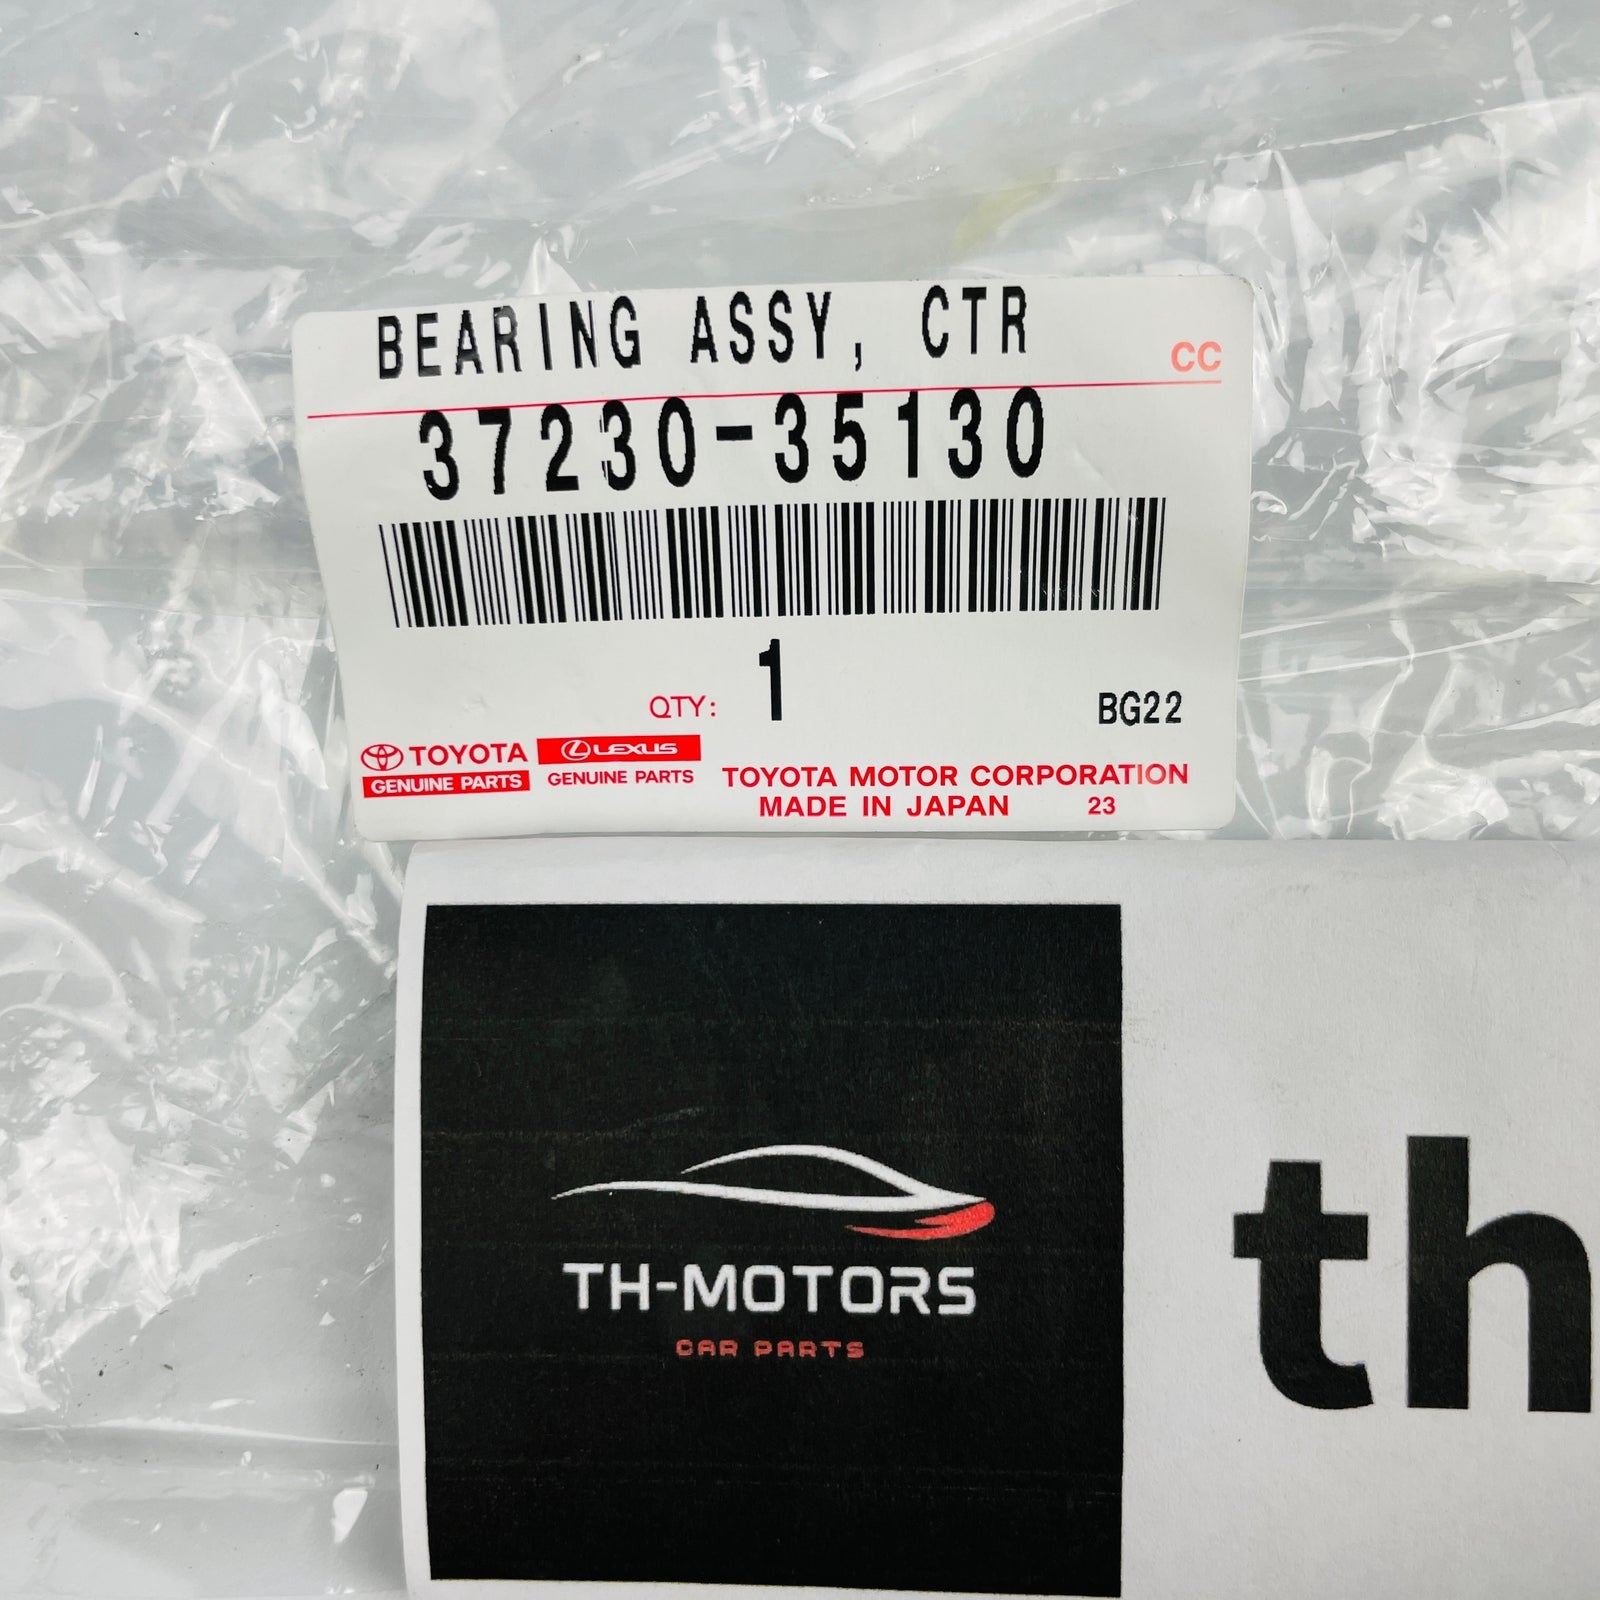 BEARING ASSY, CTR
CC
37230-35130
QTY: 1
BG22
TOYOTA
GENUINE PARTS
LEXUS
GENUINE PARTS
TOYOTA MOTOR CORPORATION
MADE IN JAPAN 23
TH-MOTORS
CAR PARTS
th